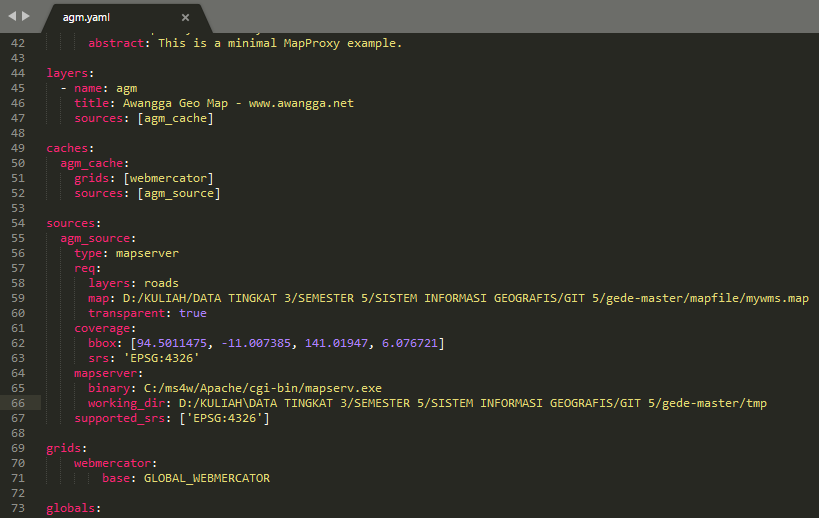 agm.yaml
42 abstract: This is a minimal MapProxy example.
43
44 layers:
45 - name: agm
46 title: Awangga Geo Map - www.awangga.net
47 sources: [agm_cache]
48
49 caches:
50 agm_cache:
51 grids: [webmercator]
52 sources: [agm_source]
53
54 sources:
55 agm_source:
56 type: mapserver
57 req:
58 layers: roads
59 map: D:/KULIAH/DATA TINGKAT 3/SEMESTER 5/SISTEM INFORMASI GEOGRAFIS/GIT 5/gede-master/mapfile/mywms.map
60 transparent: true
61 coverage:
62 bbox: [94.5011475, -11.007385, 141.01947, 6.076721]
63 srs: 'EPSG:4326'
64 mapserver:
65 binary: C:/ms4w/Apache/cgi-bin/mapserv.exe
66 working_dir: D:/KULIAH\DATA TINGKAT 3/SEMESTER 5/SISTEM INFORMASI GEOGRAFIS/GIT 5/gede-master/tmp
67 supported_srs: ['EPSG:4326']
68
69 grids:
70 webmercator:
71 base: GLOBAL_WEBMERCATOR
72
73 globals: